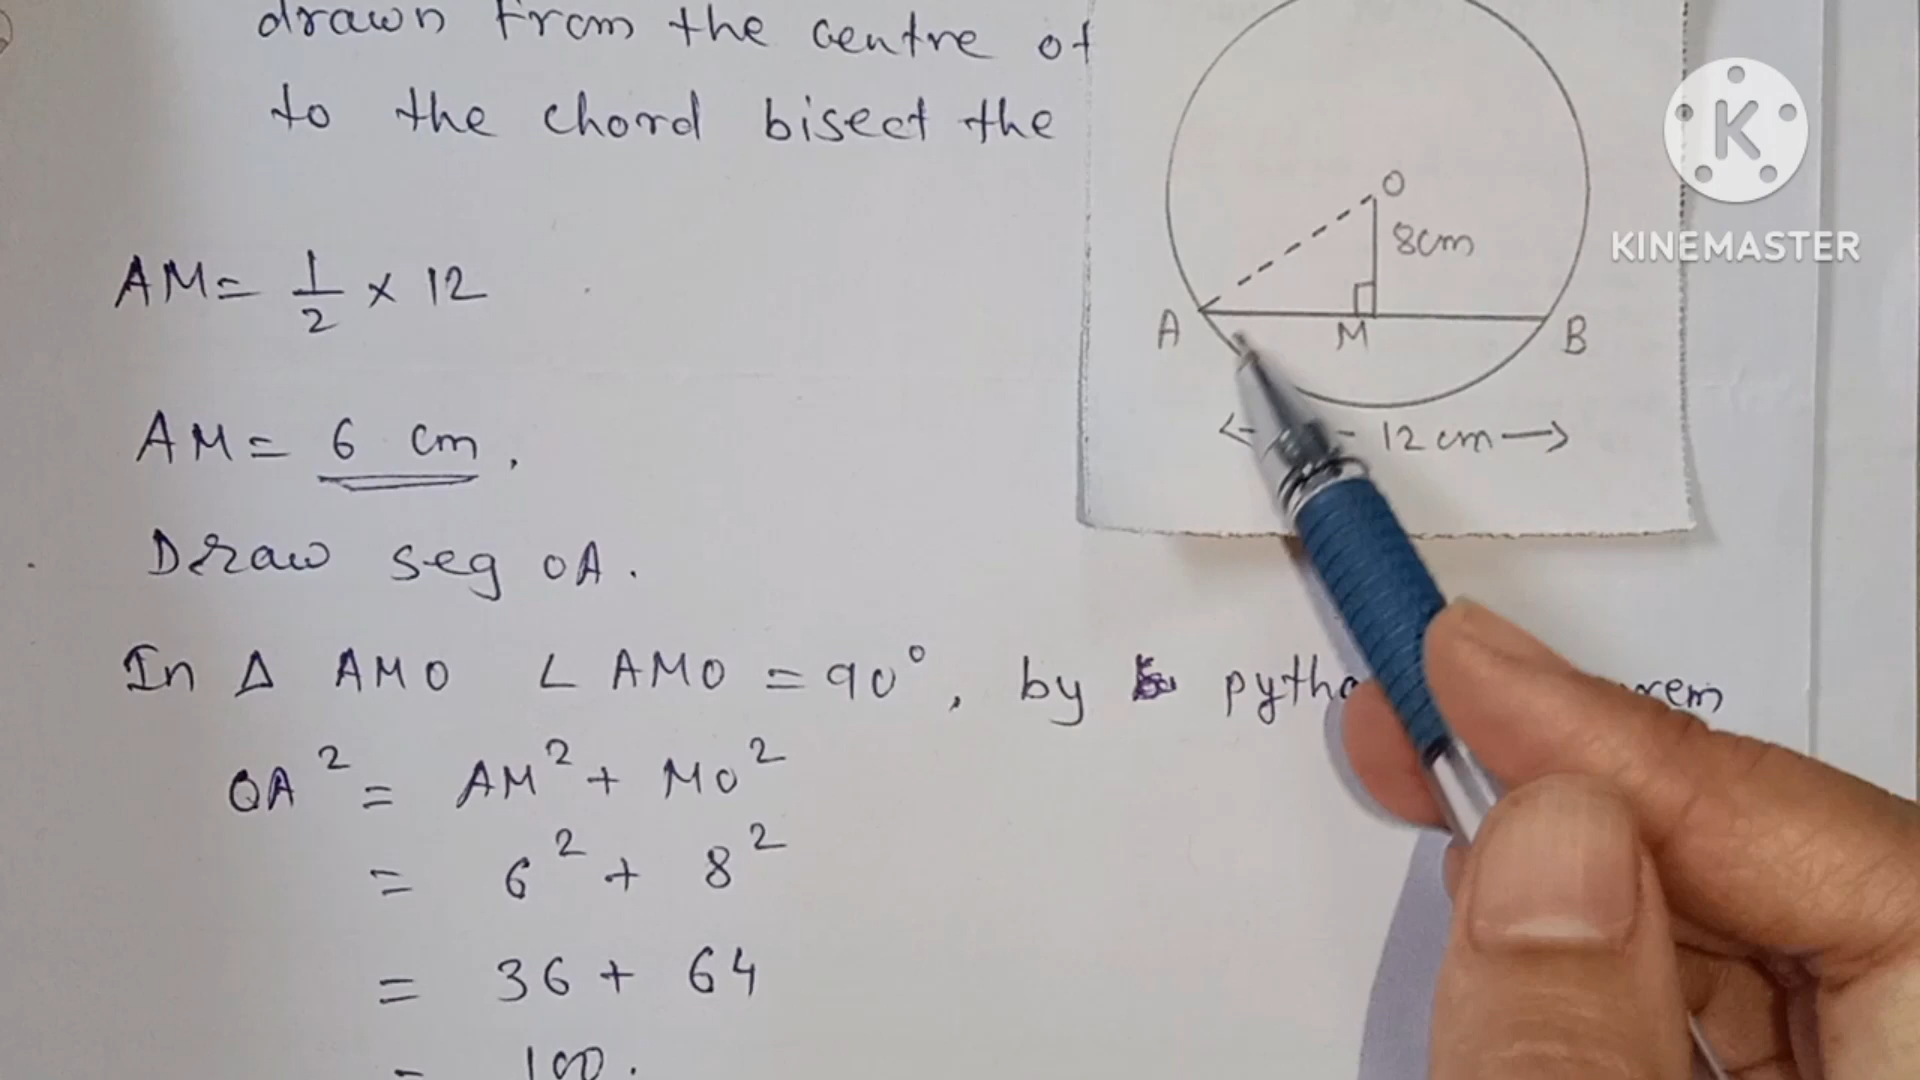 drawn from the centre of
to the chord bisect the
AM = 1/2 × 12
AM = 6 cm.
Draw seg OA.
In Δ AMO ∠ AMO = 90°, by
OA² = AM² + MO²
= 6² + 8²
= 36 + 64
= 100.
O
8cm
A
M
B
12 cm
K
KINEMASTER